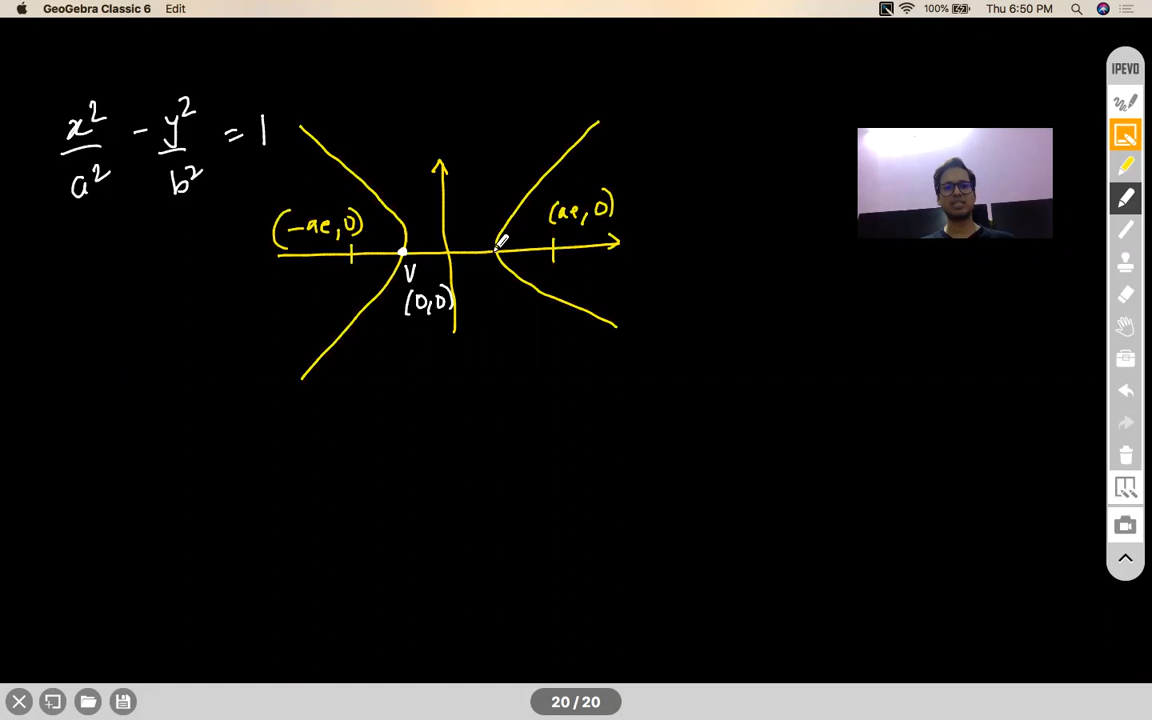 GeoGebra Classic 6 Edit 100% Thu 6:50 PM
IPEVO
x²/a² - y²/b² = 1
(-ae, 0)
(ae, 0)
V
(0,0)
20 / 20